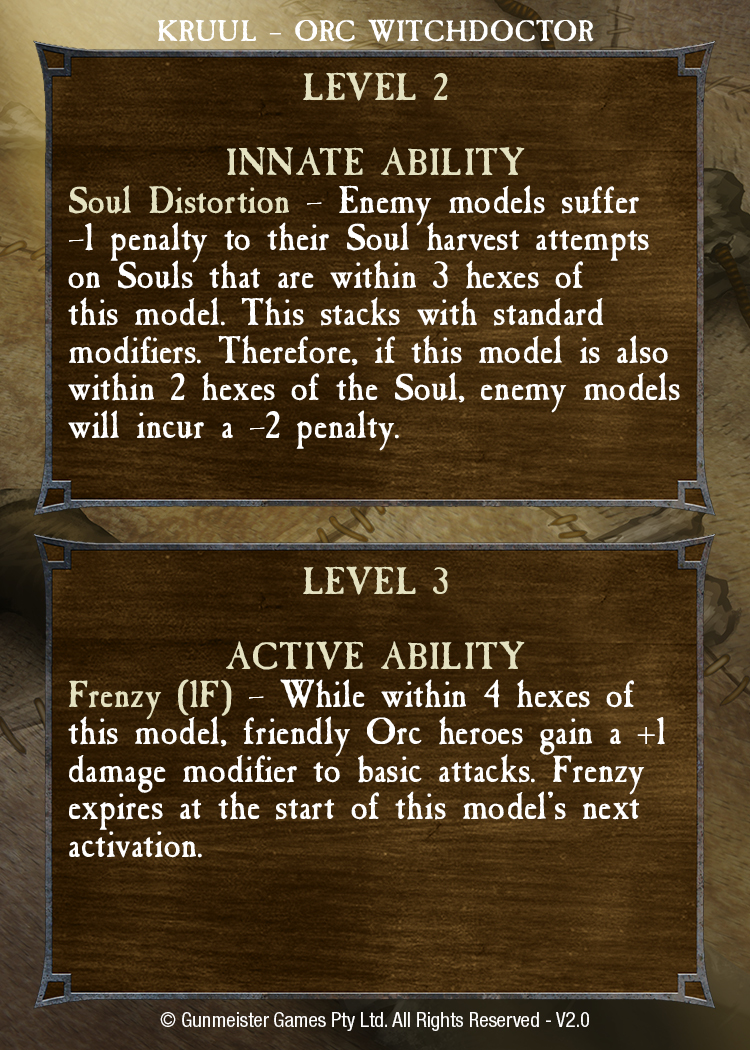 KRUUL – ORC WITCHDOCTOR
LEVEL 2
INNATE ABILITY
Soul Distortion – Enemy models suffer
-1 penalty to their Soul harvest attempts
on Souls that are within 3 hexes of
this model. This stacks with standard
modifiers. Therefore, if this model is also
within 2 hexes of the Soul, enemy models
will incur a -2 penalty.
LEVEL 3
ACTIVE ABILITY
Frenzy (1F) – While within 4 hexes of
this model, friendly Orc heroes gain a +1
damage modifier to basic attacks. Frenzy
expires at the start of this model's next
activation.
© Gunmeister Games Pty Ltd. All Rights Reserved - V2.0